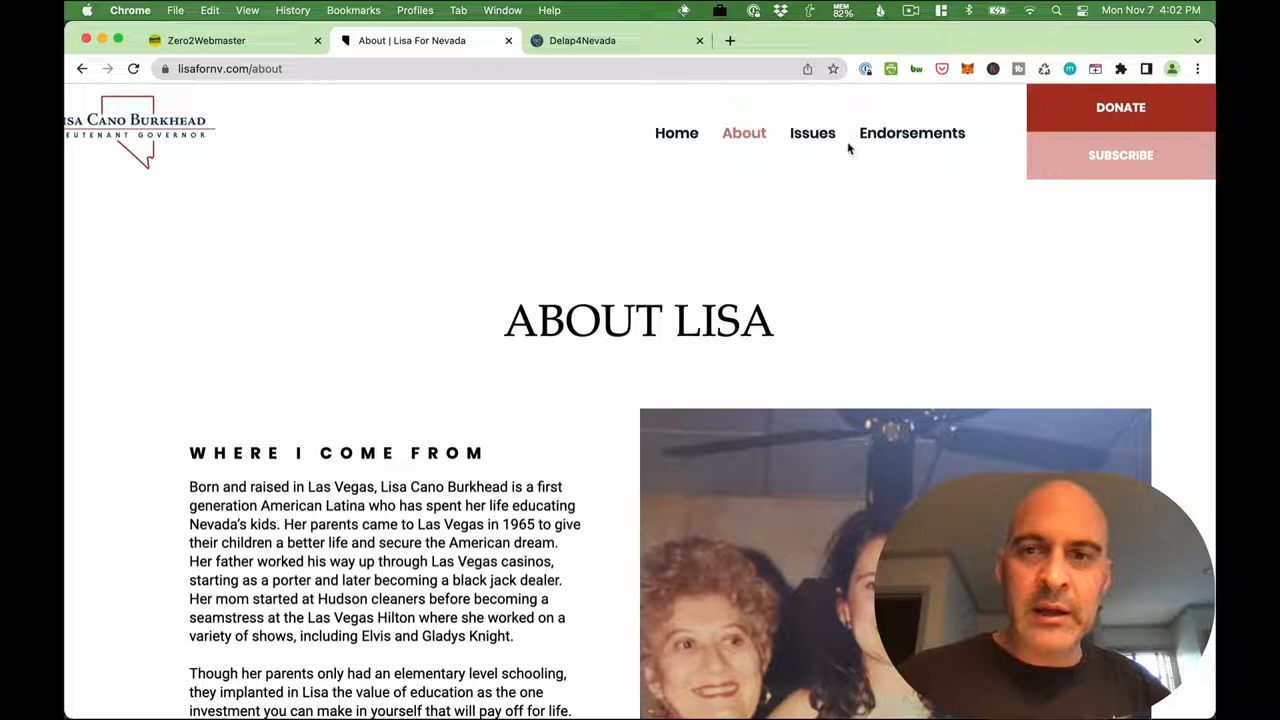 Chrome File Edit View History Bookmarks Profiles Tab Window Help MEM 82% Mon Nov 7 4:02 PM
Zero2Webmaster About | Lisa For Nevada Delap4Nevada
lisafornv.com/about
DONATE
ISA CANO BURKHEAD
EUTENANT GOVERNOR
Home About Issues Endorsements
SUBSCRIBE
ABOUT LISA
WHERE I COME FROM
Born and raised in Las Vegas, Lisa Cano Burkhead is a first
generation American Latina who has spent her life educating
Nevada's kids. Her parents came to Las Vegas in 1965 to give
their children a better life and secure the American dream.
Her father worked his way up through Las Vegas casinos,
starting as a porter and later becoming a black jack dealer.
Her mom started at Hudson cleaners before becoming a
seamstress at the Las Vegas Hilton where she worked on a
variety of shows, including Elvis and Gladys Knight.
Though her parents only had an elementary level schooling,
they implanted in Lisa the value of education as the one
investment you can make in yourself that will pay off for life.